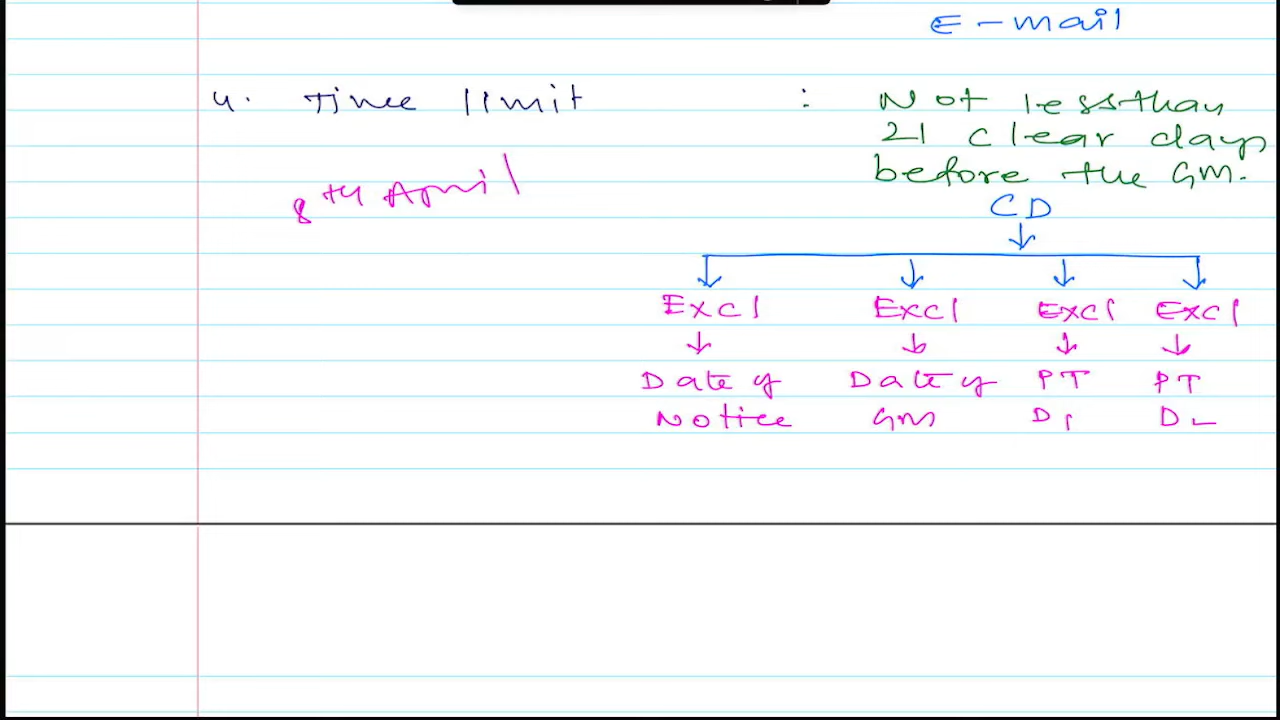 E-mail
4. Time limit : Not less than
21 clear days
before the GM.
8th April
CD
Excl Excl Excl Excl
Date of Date of PT PT
Notice GM D1 D2